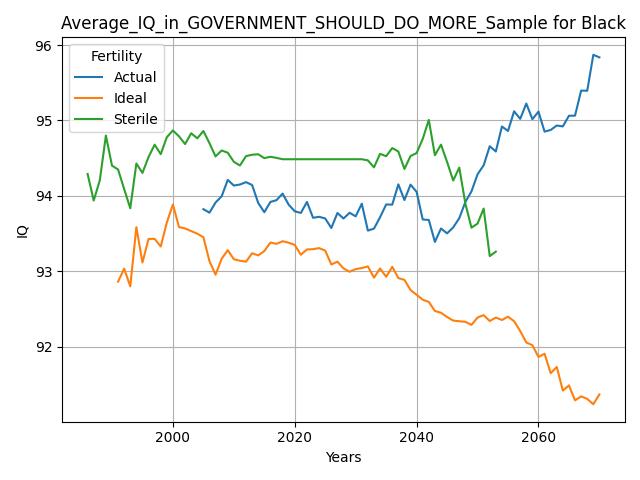 Average_IQ_in_GOVERNMENT_SHOULD_DO_MORE_Sample for Black
Fertility
Actual
Ideal
Sterile
IQ
96
95
94
93
92
2000
2020
2040
2060
Years